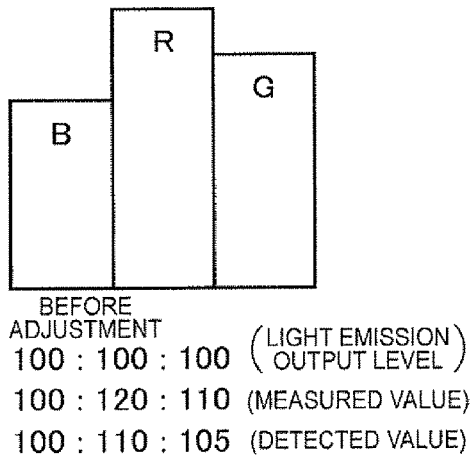 B R G
BEFORE
ADJUSTMENT
100 : 100 : 100 (LIGHT EMISSION OUTPUT LEVEL)
100 : 120 : 110 (MEASURED VALUE)
100 : 110 : 105 (DETECTED VALUE)